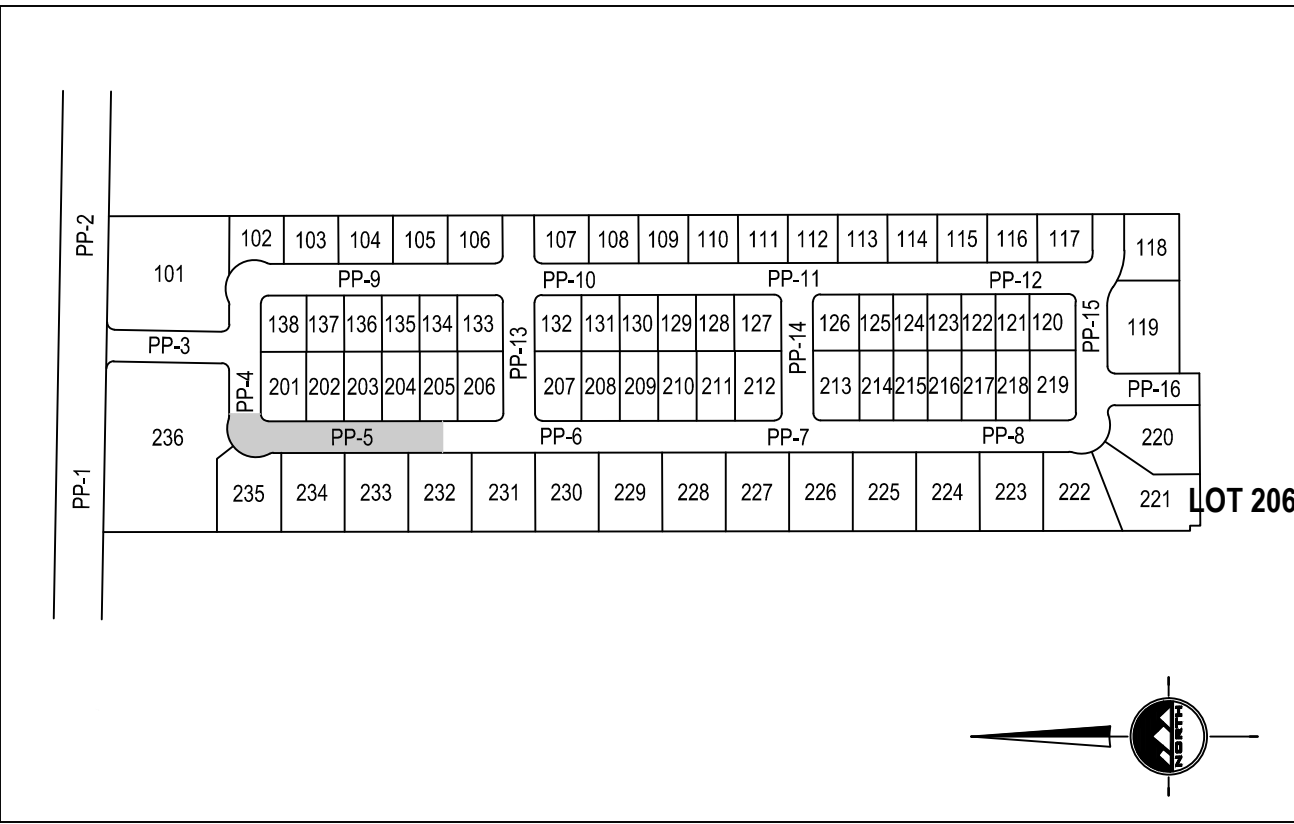 PP-2
102 103 104 105 106 107 108 109 110 111 112 113 114 115 116 117 118
101
PP-9 PP-10 PP-11 PP-12
138 137 136 135 134 133 132 131 130 129 128 127 126 125 124 123 122 121 120 119
PP-3
PP-13
PP-14
PP-15
PP-4
201 202 203 204 205 206 207 208 209 210 211 212 213 214 215 216 217 218 219
PP-16
236
PP-5 PP-6 PP-7 PP-8
220
PP-1
235 234 233 232 231 230 229 228 227 226 225 224 223 222 221
LOT 206
NORTH